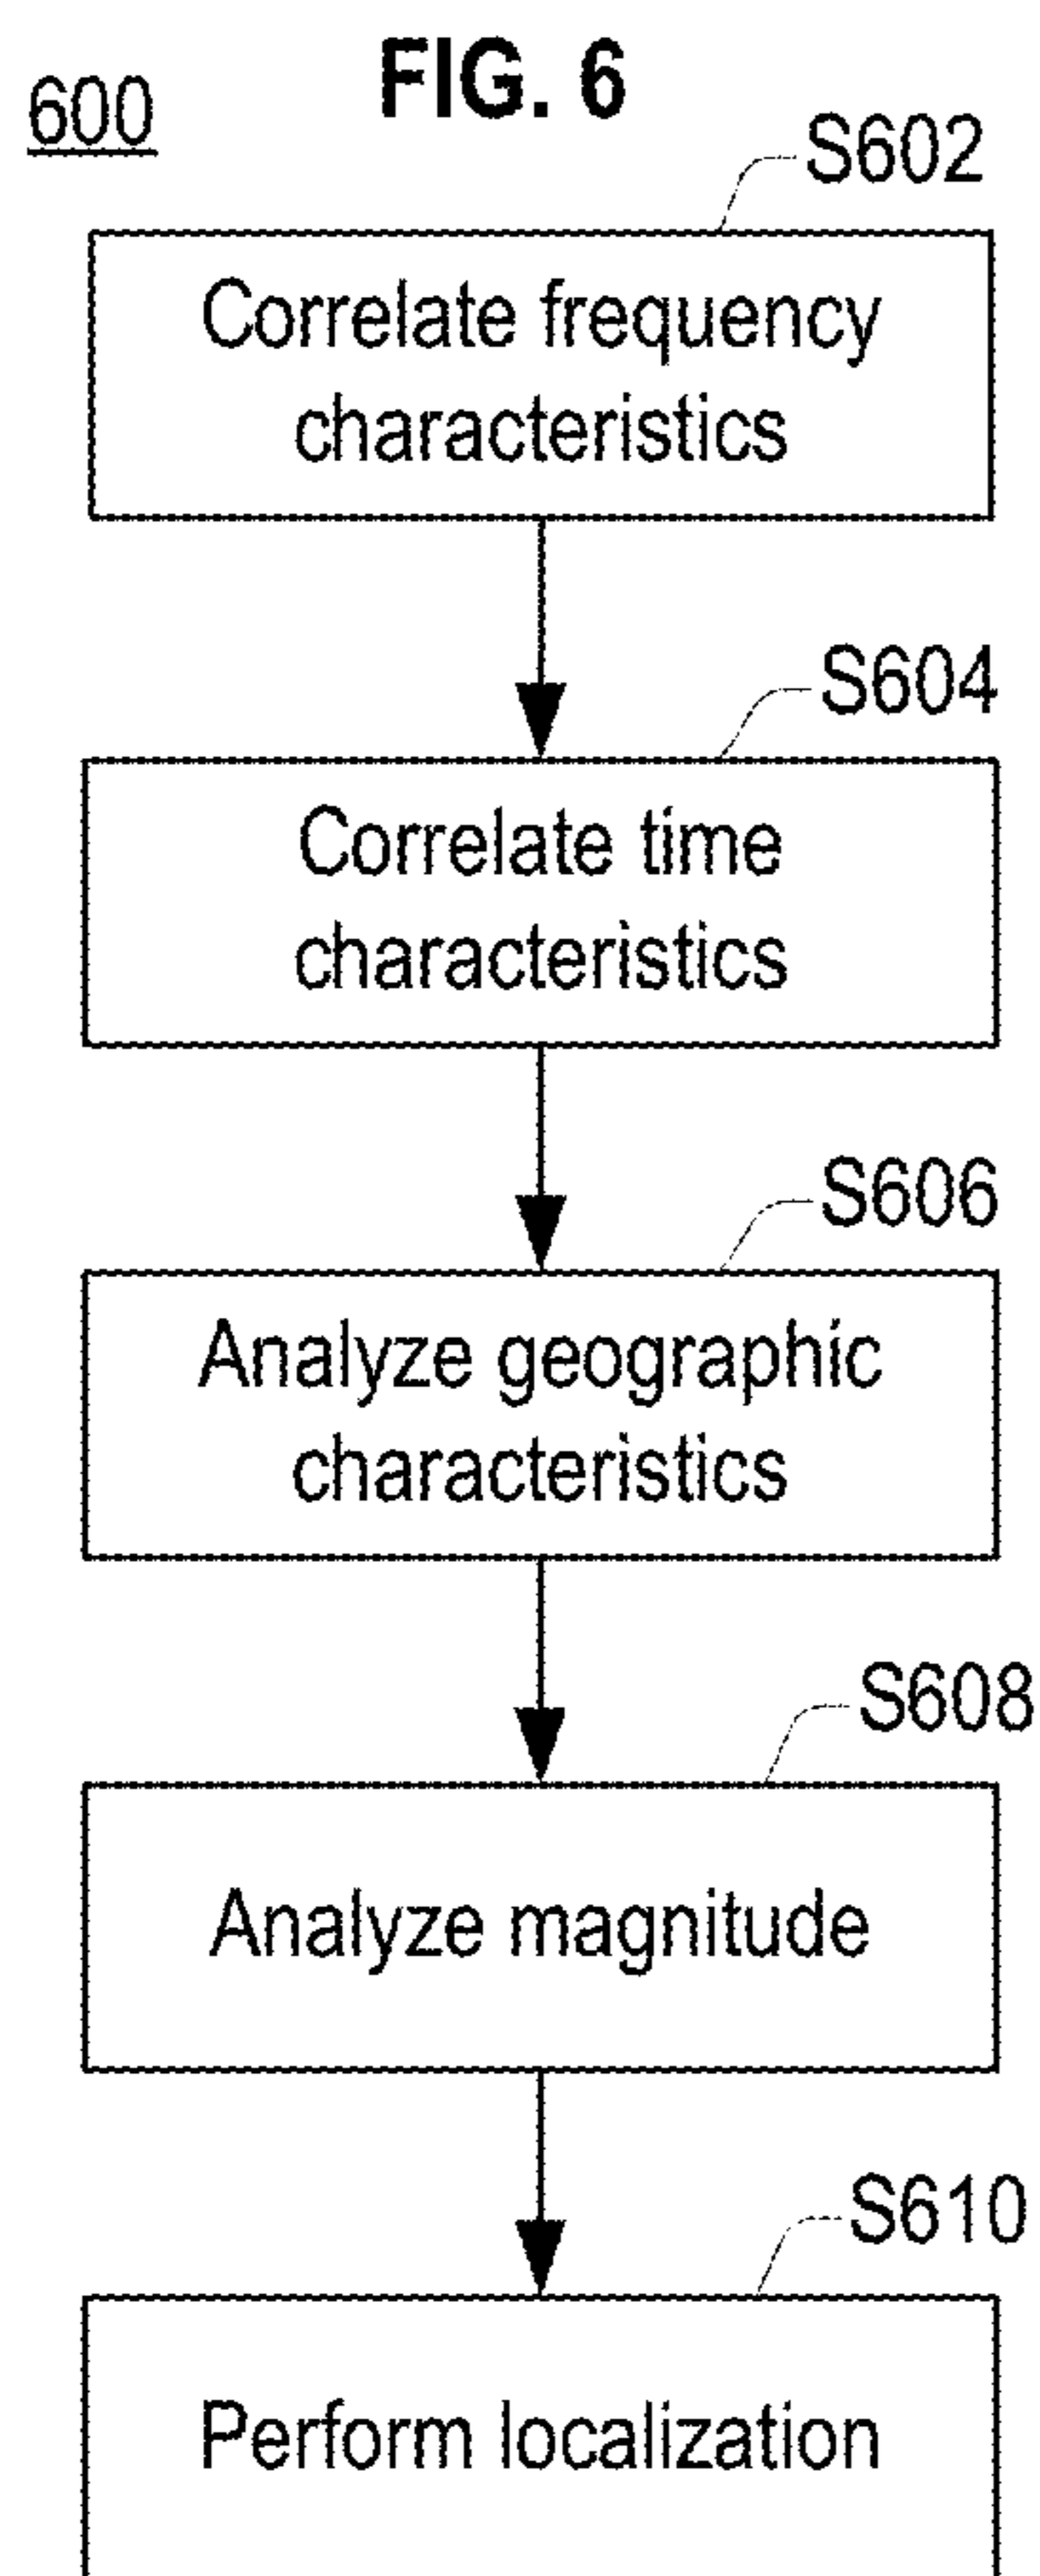 FIG. 6
600
S602
Correlate frequency
characteristics
S604
Correlate time
characteristics
S606
Analyze geographic
characteristics
S608
Analyze magnitude
S610
Perform localization